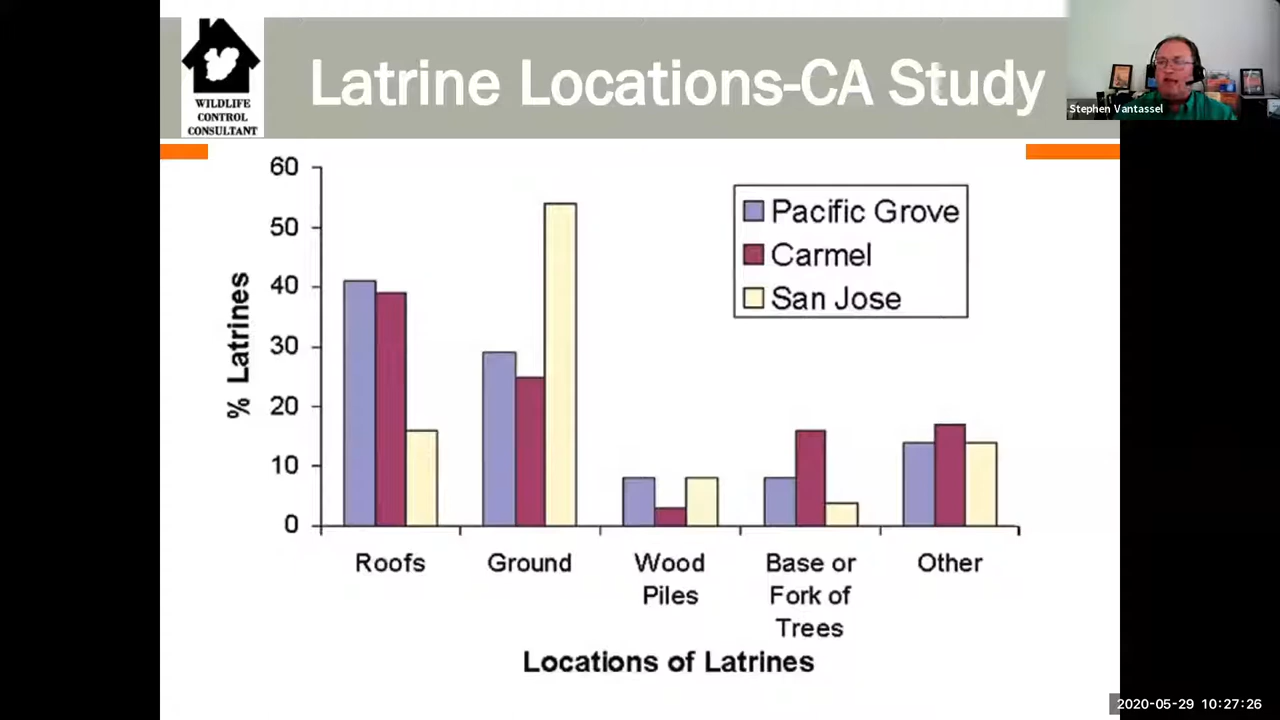 WILDLIFE
CONTROL
CONSULTANT
Latrine Locations-CA Study
Stephen Vantassel
60
50
40
30
20
10
0
% Latrines
Pacific Grove
Carmel
San Jose
Roofs
Ground
Wood
Piles
Base or
Fork of
Trees
Other
Locations of Latrines
2020-05-29 10:27:26